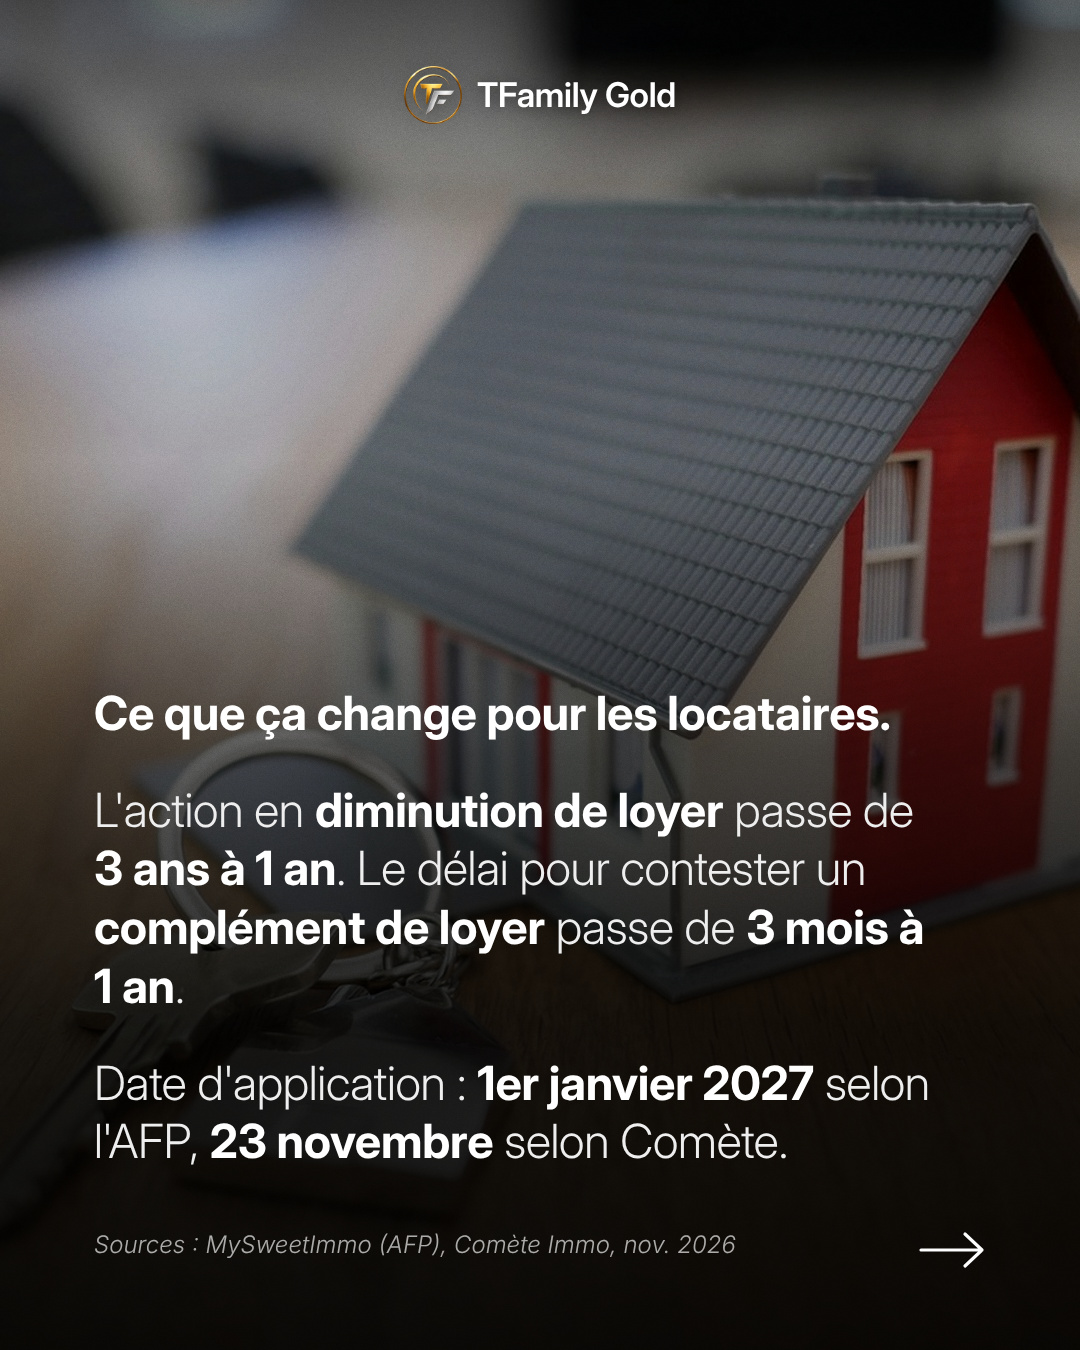 TFamily Gold
Ce que ça change pour les locataires.
L'action en diminution de loyer passe de
3 ans à 1 an. Le délai pour contester un
complément de loyer passe de 3 mois à
1 an.
Date d'application : 1er janvier 2027 selon
l'AFP, 23 novembre selon Comète.
Sources : MySweetImmo (AFP), Comète Immo, nov. 2026